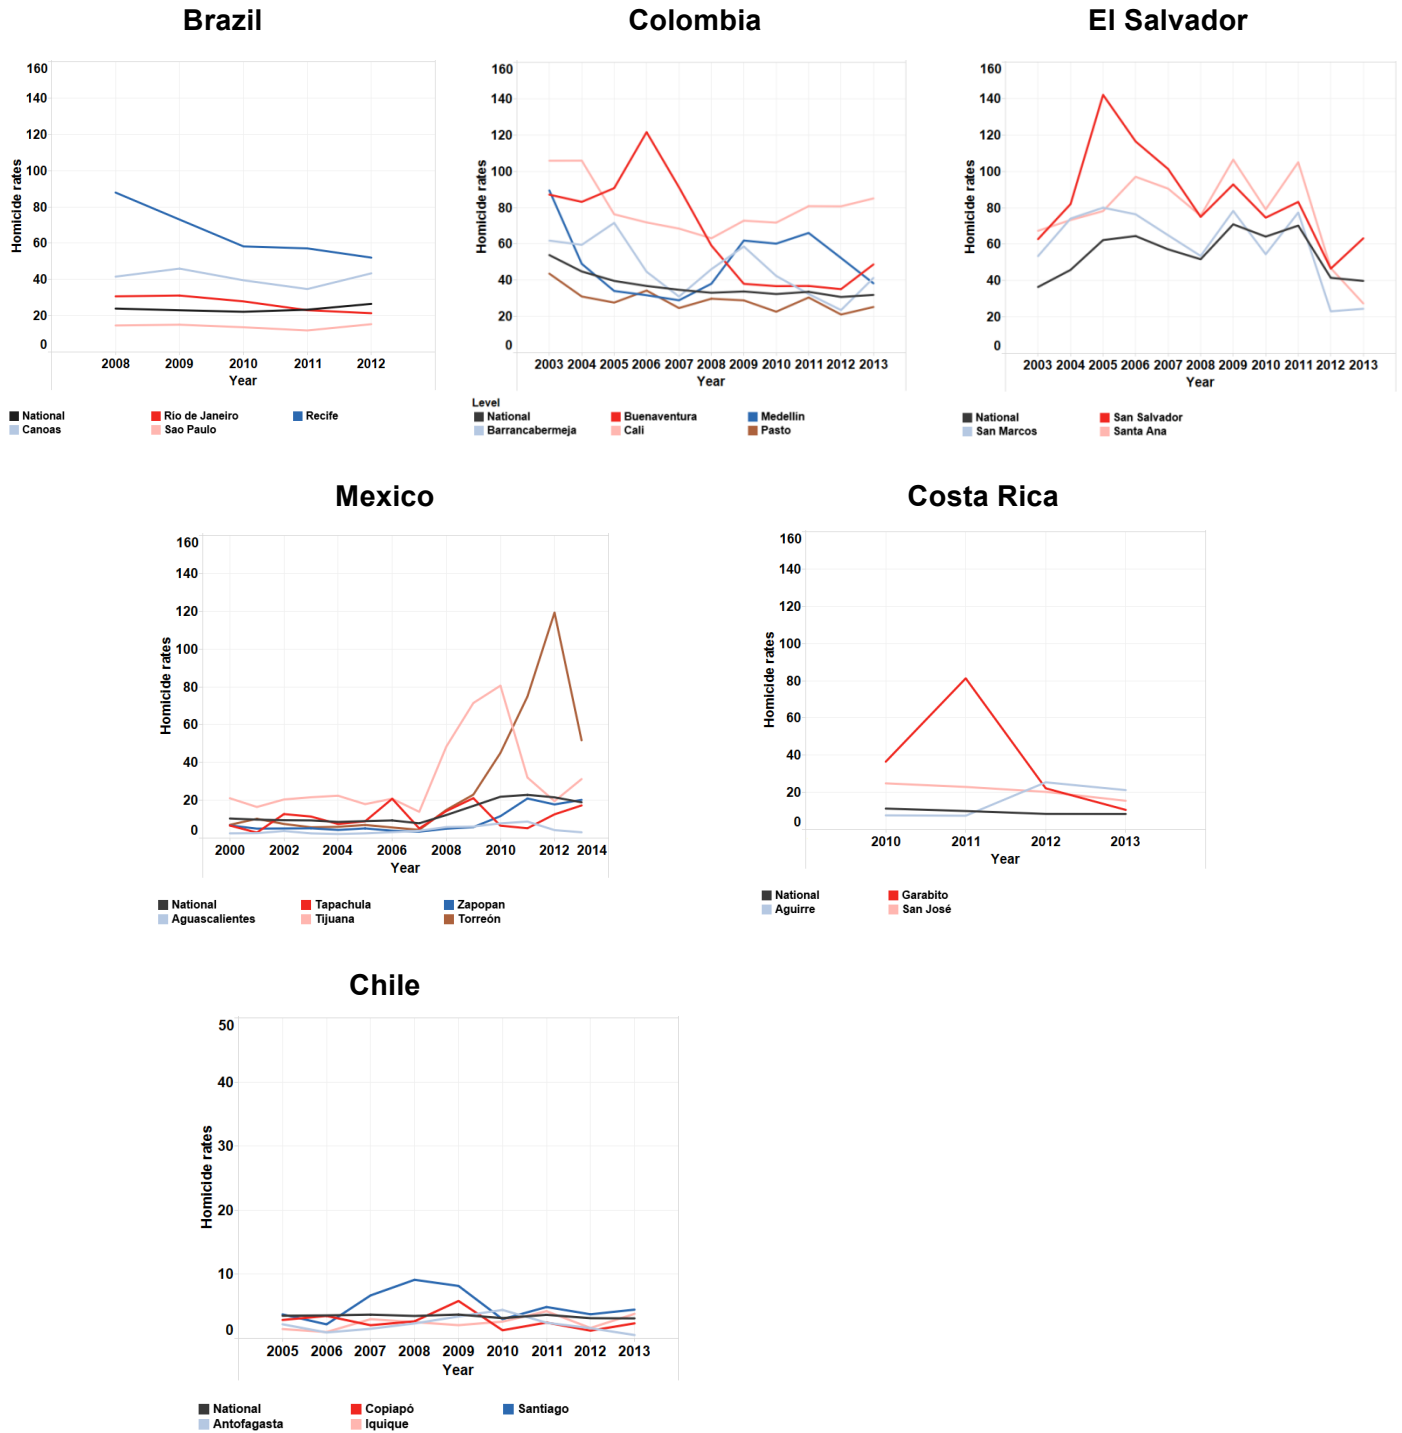 Brazil
160
140
120
100
80
60
40
20
0
Homicide rates
2008 2009 2010 2011 2012
Year
National Rio de Janeiro Recife
Canoas Sao Paulo
Colombia
160
140
120
100
80
60
40
20
0
Homicide rates
2003 2004 2005 2006 2007 2008 2009 2010 2011 2012 2013
Year
Level
National Buenaventura Medellin
Barrancabermeja Cali Pasto
El Salvador
160
140
120
100
80
60
40
20
0
Homicide rates
2003 2004 2005 2006 2007 2008 2009 2010 2011 2012 2013
Year
National San Salvador
San Marcos Santa Ana
Mexico
160
140
120
100
80
60
40
20
0
Homicide rates
2000 2002 2004 2006 2008 2010 2012 2014
Year
National Tapachula Zapopan
Aguascalientes Tijuana Torreón
Costa Rica
160
140
120
100
80
60
40
20
0
Homicide rates
2010 2011 2012 2013
Year
National Garabito
Aguirre San José
Chile
50
40
30
20
10
0
Homicide rates
2005 2006 2007 2008 2009 2010 2011 2012 2013
Year
National Copiapó Santiago
Antofagasta Iquique